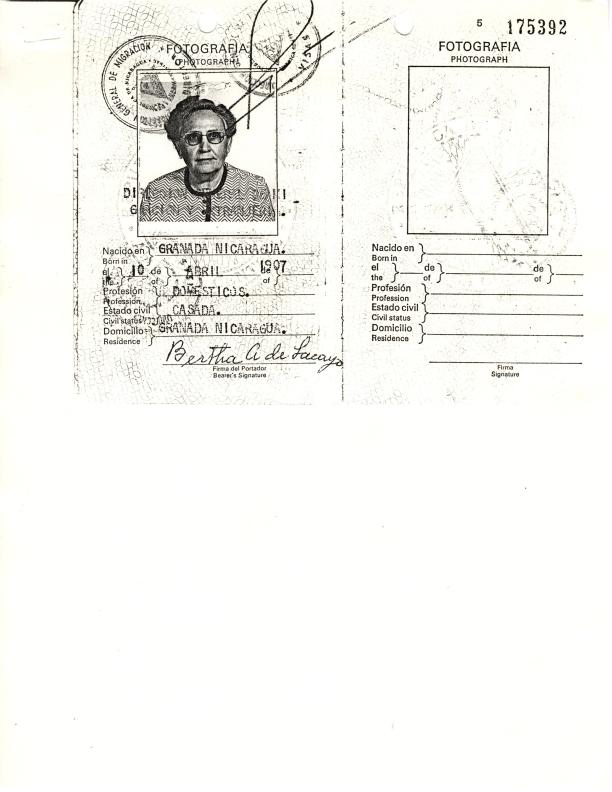 FOTOGRAFIA
PHOTOGRAPH
GENERAL DE MIGRACION
Nacido en GRANADA NICARAGUA.
Born in
el 10 de ABRIL de 1907
the of of
Profesión DOMESTICOS.
Profession
Estado civil CASADA.
Civil status
Domicilio GRANADA NICARAGUA.
Residence
Bertha A de Lacayo
Firma del Portador
Bearer's Signature
5 175392
FOTOGRAFIA
PHOTOGRAPH
Nacido en
Born in
el de de
the of of
Profesión
Profession
Estado civil
Civil status
Domicilio
Residence
Firma
Signature